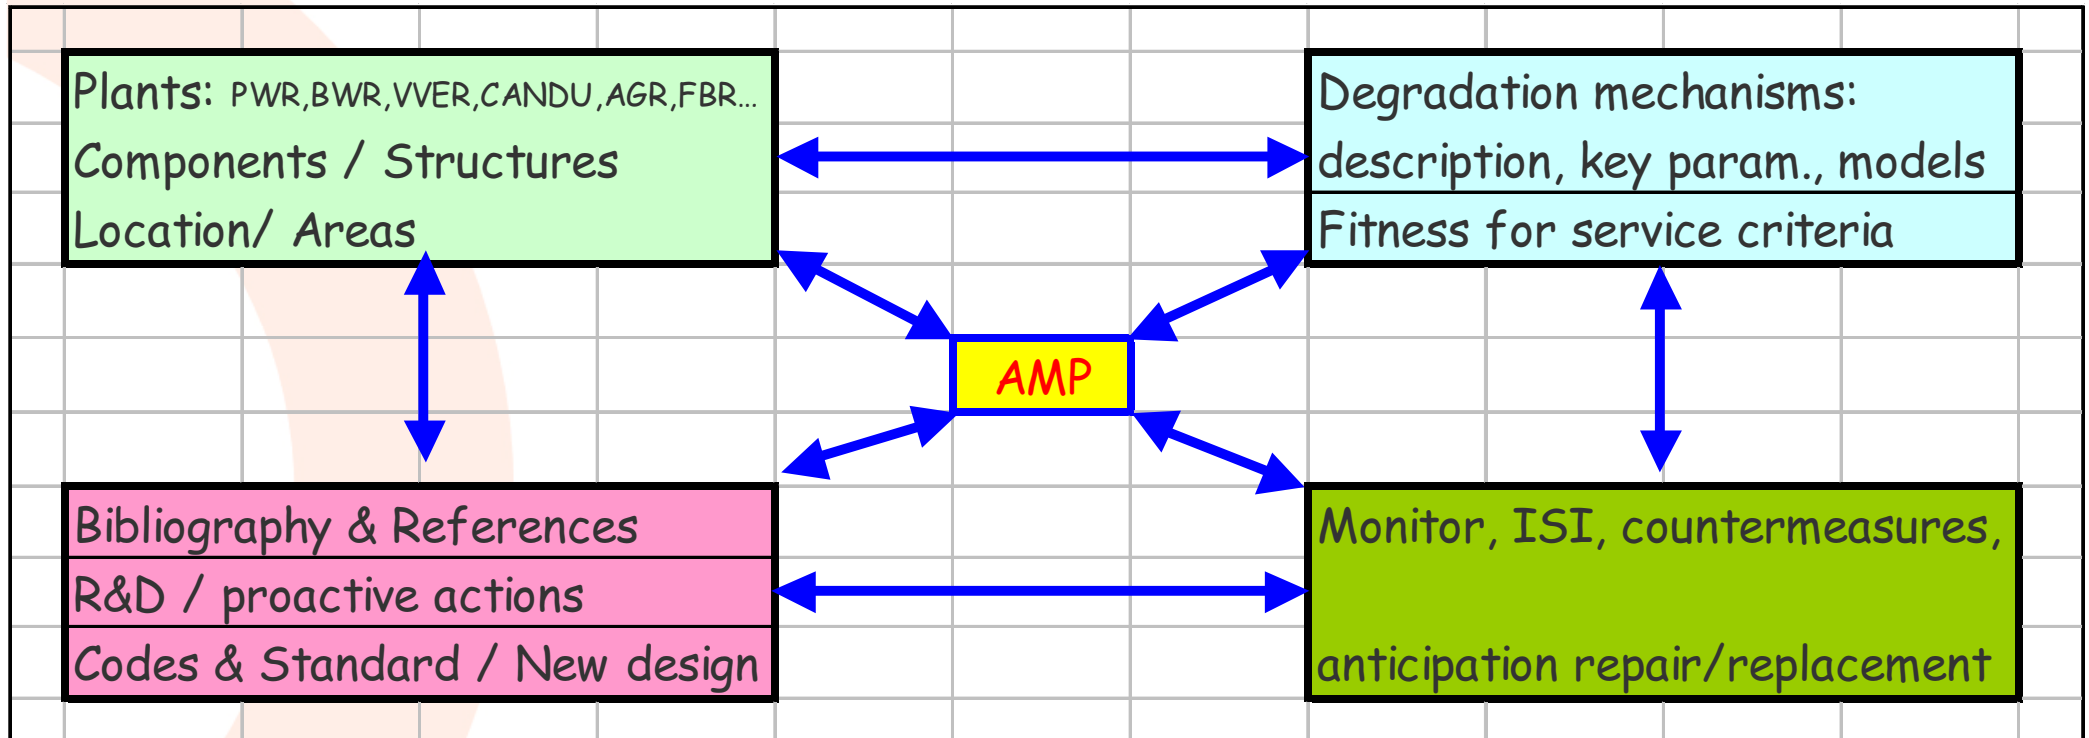 Plants: PWR,BWR,VVER,CANDU,AGR,FBR...
Components / Structures
Location/ Areas
Degradation mechanisms:
description, key param., models
Fitness for service criteria
AMP
Bibliography & References
R&D / proactive actions
Codes & Standard / New design
Monitor, ISI, countermeasures,
anticipation repair/replacement